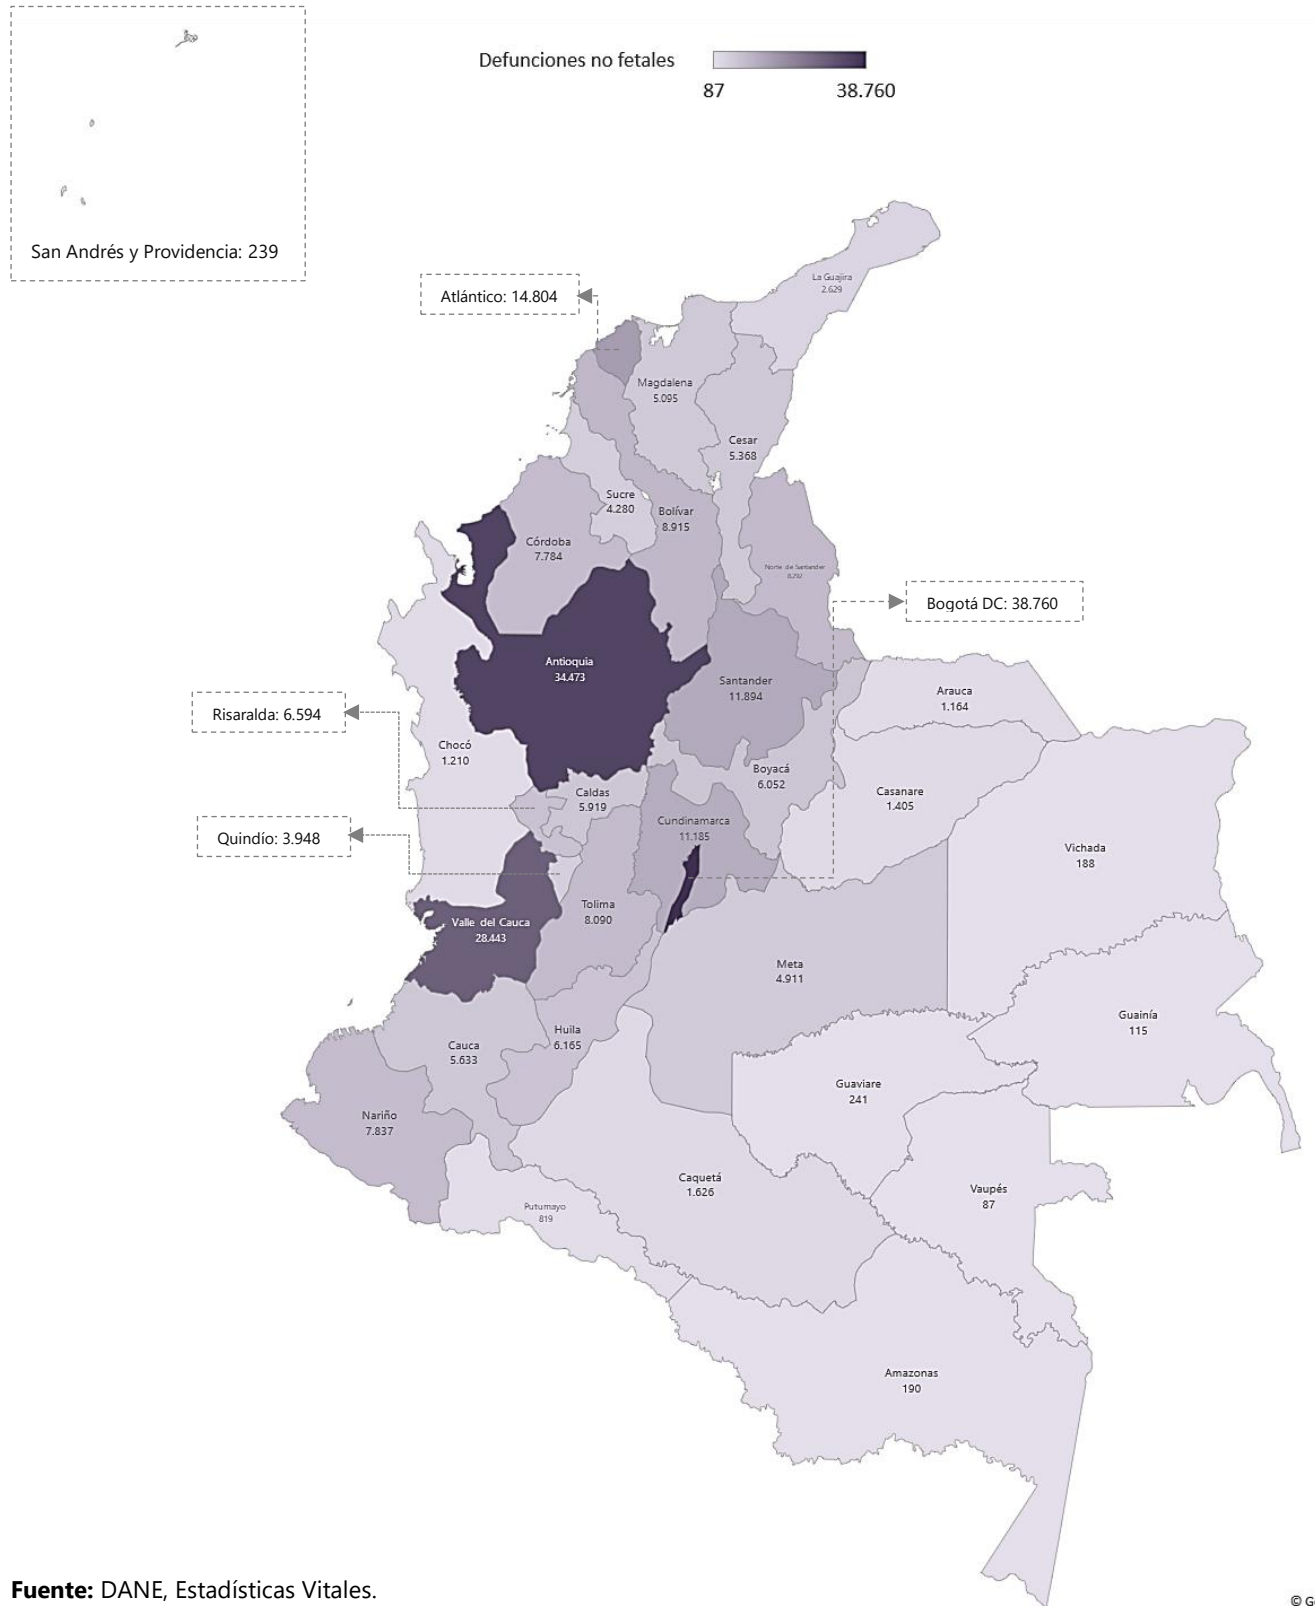 Defunciones no fetales
87 38.760
San Andrés y Providencia: 239
La Guajira
2.629
Atlántico: 14.804
Magdalena
5.095
Cesar
5.368
Sucre
4.280
Bolívar
8.915
Córdoba
7.784
Norte de Santander
Bogotá DC: 38.760
Antioquia
34.473
Santander
11.894
Arauca
1.164
Risaralda: 6.594
Chocó
1.210
Boyacá
6.052
Caldas
5.919
Casanare
1.405
Cundinamarca
11.185
Quindío: 3.948
Vichada
188
Tolima
8.090
Valle del Cauca
28.443
Meta
4.911
Guainía
115
Huila
6.165
Cauca
5.633
Guaviare
241
Nariño
7.837
Caquetá
1.626
Vaupés
87
Putumayo
819
Amazonas
190
Fuente: DANE, Estadísticas Vitales.
© G